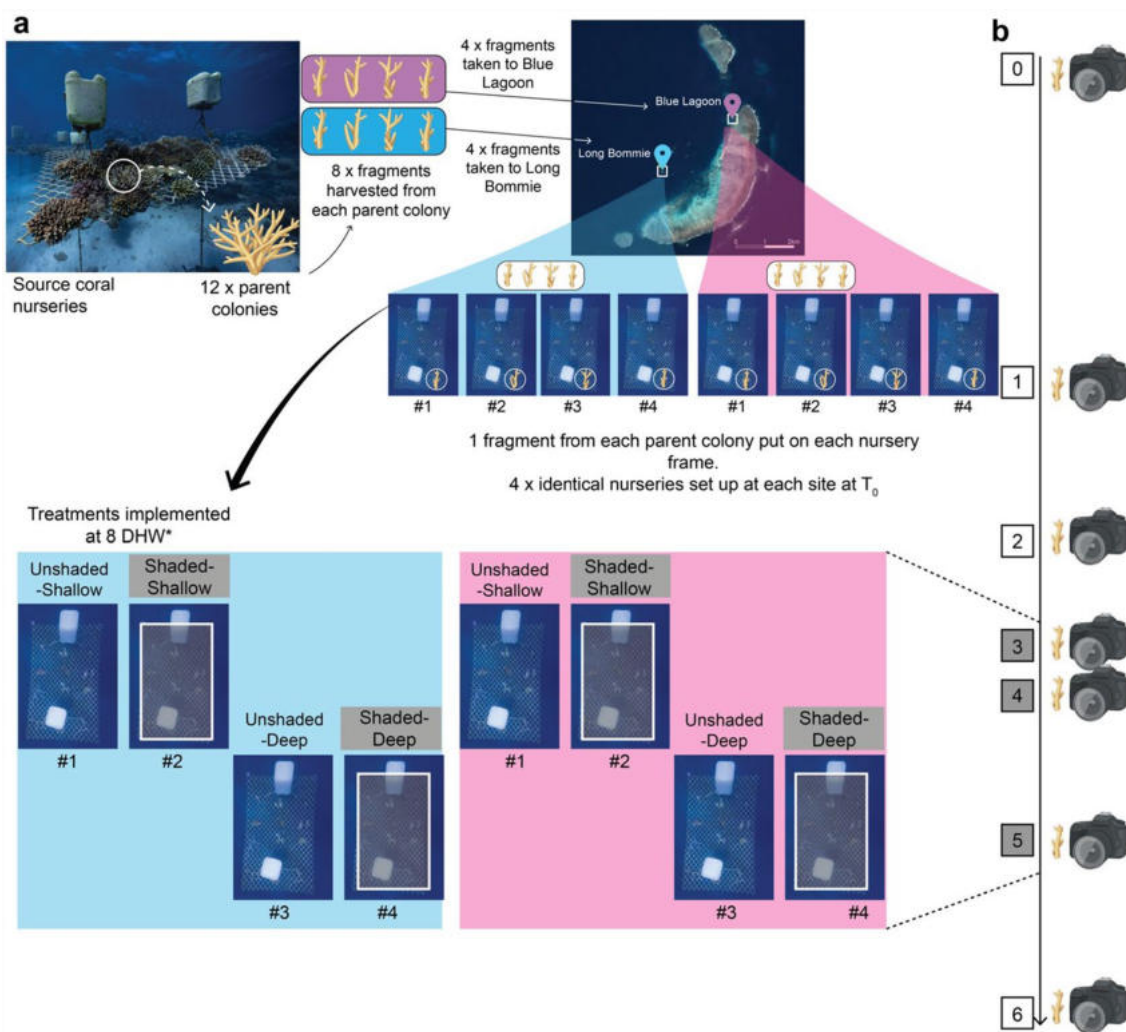 a
4 x fragments
taken to Blue
Lagoon
4 x fragments
taken to Long
Bommie
8 x fragments
harvested from
each parent colony
Source coral
nurseries
12 x parent
colonies
Blue Lagoon
Long Bommie
0 1 2km
#1 #2 #3 #4 #1 #2 #3 #4
1 fragment from each parent colony put on each nursery
frame.
4 x identical nurseries set up at each site at T0
Treatments implemented
at 8 DHW*
Unshaded
-Shallow
Shaded-
Shallow
#1 #2
Unshaded
-Deep
Shaded-
Deep
#3 #4
Unshaded
-Shallow
Shaded-
Shallow
#1 #2
Unshaded
-Deep
Shaded-
Deep
#3 #4
b
0
1
2
3
4
5
6